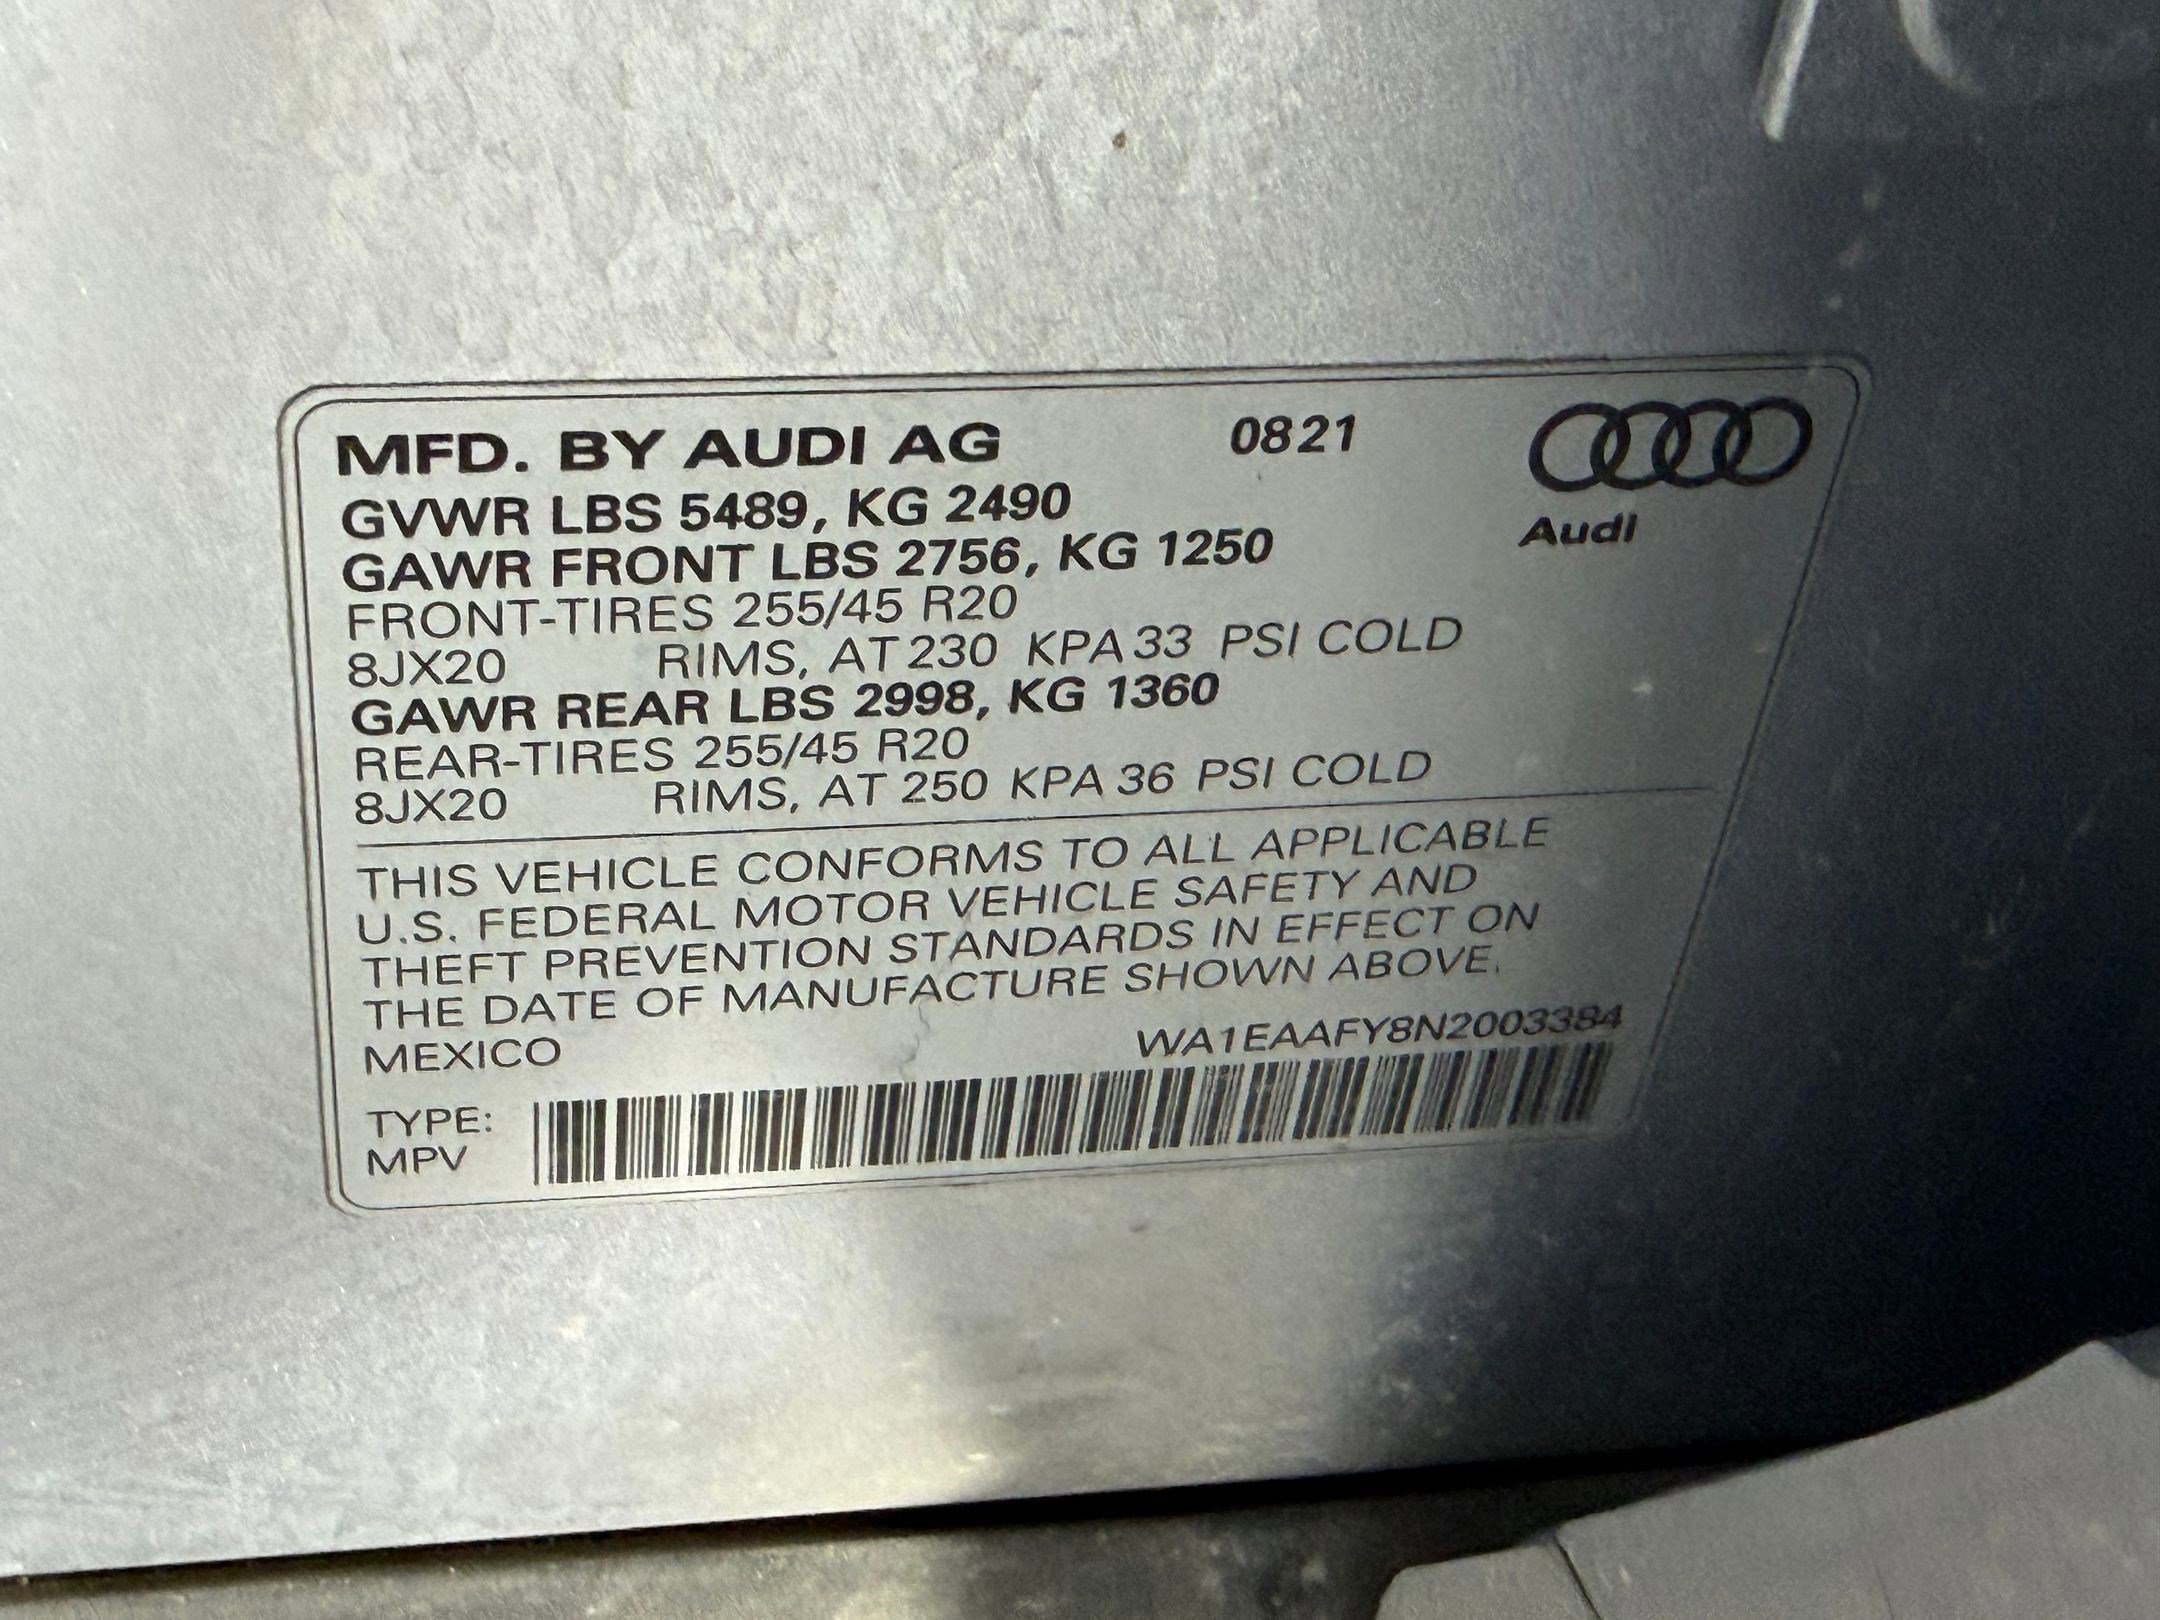 MFD. BY AUDI AG 0821
GVWR LBS 5489, KG 2490
Audi
GAWR FRONT LBS 2756, KG 1250
FRONT-TIRES 255/45 R20
8JX20 RIMS, AT 230 KPA 33 PSI COLD
GAWR REAR LBS 2998, KG 1360
REAR-TIRES 255/45 R20
8JX20 RIMS, AT 250 KPA 36 PSI COLD
THIS VEHICLE CONFORMS TO ALL APPLICABLE
U.S. FEDERAL MOTOR VEHICLE SAFETY AND
THEFT PREVENTION STANDARDS IN EFFECT ON
THE DATE OF MANUFACTURE SHOWN ABOVE.
MEXICO WA1EAAFY8N2003384
TYPE:
MPV